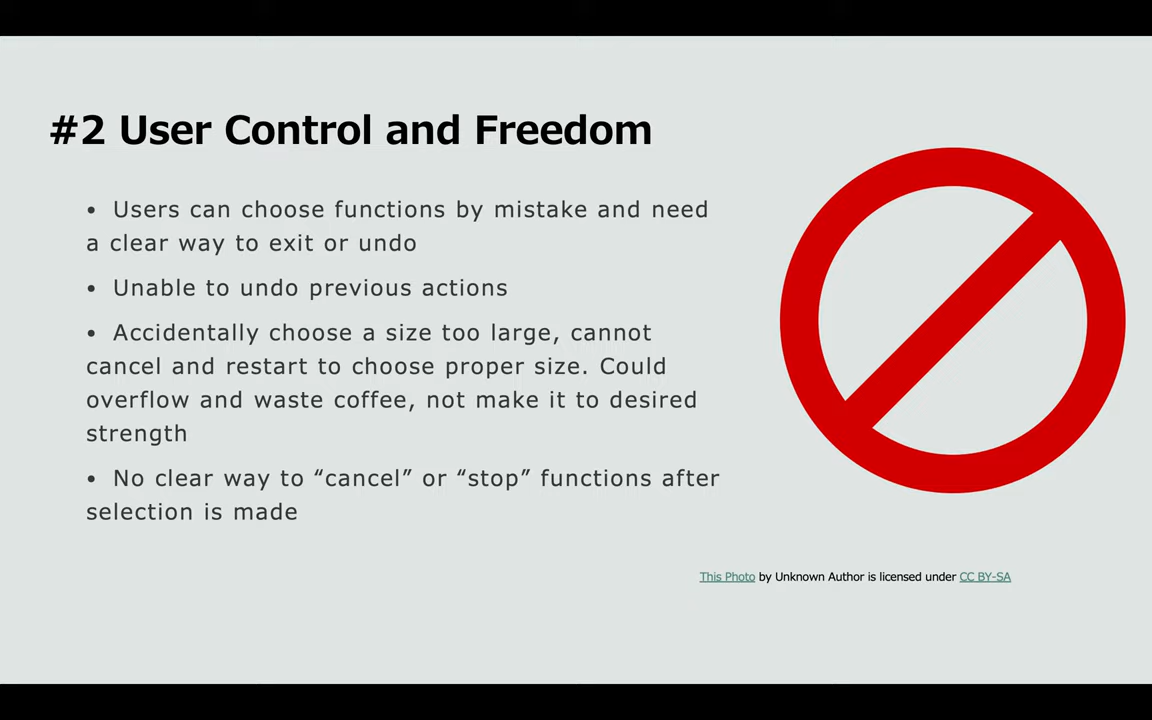 #2 User Control and Freedom
• Users can choose functions by mistake and need
a clear way to exit or undo
• Unable to undo previous actions
• Accidentally choose a size too large, cannot
cancel and restart to choose proper size. Could
overflow and waste coffee, not make it to desired
strength
• No clear way to “cancel” or “stop” functions after
selection is made
This Photo by Unknown Author is licensed under CC BY-SA